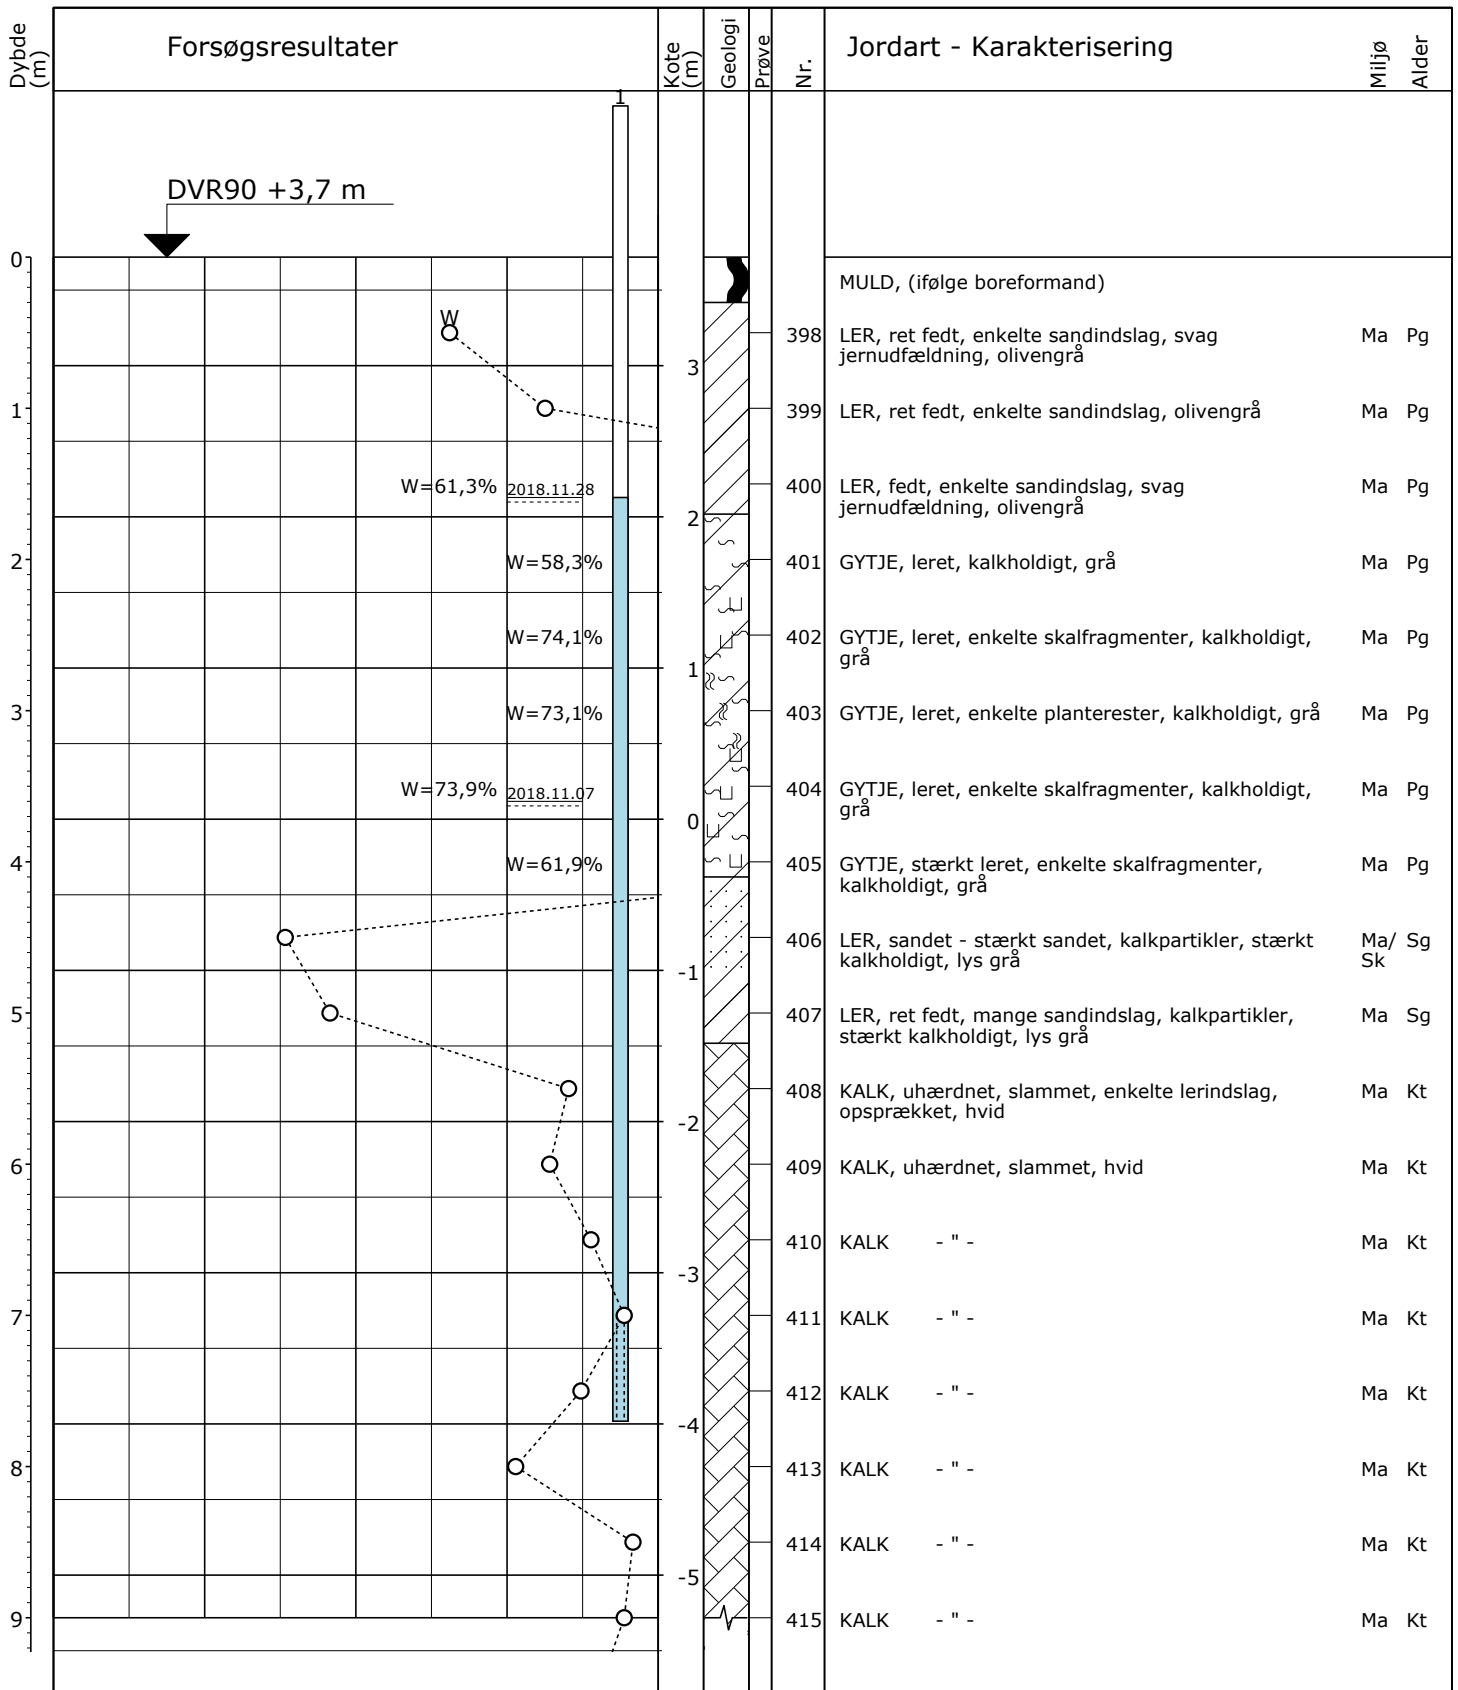 Dybde
(m)
Forsøgsresultater
Kote
(m)
Geologi
Prøve
Nr.
Jordart - Karakterisering
Miljø
Alder
1
DVR90 +3,7 m
0
MULD, (ifølge boreformand)
W
398 LER, ret fedt, enkelte sandindslag, svag Ma Pg
jernudfældning, olivengrå
3
1
399 LER, ret fedt, enkelte sandindslag, olivengrå Ma Pg
W=61,3% 2018.11.28
400 LER, fedt, enkelte sandindslag, svag Ma Pg
jernudfældning, olivengrå
2
2
W=58,3%
401 GYTJE, leret, kalkholdigt, grå Ma Pg
W=74,1%
402 GYTJE, leret, enkelte skalfragmenter, kalkholdigt, Ma Pg
grå
1
3
W=73,1%
403 GYTJE, leret, enkelte planterester, kalkholdigt, grå Ma Pg
W=73,9% 2018.11.07
404 GYTJE, leret, enkelte skalfragmenter, kalkholdigt, Ma Pg
grå
0
4
W=61,9%
405 GYTJE, stærkt leret, enkelte skalfragmenter, Ma Pg
kalkholdigt, grå
406 LER, sandet - stærkt sandet, kalkpartikler, stærkt Ma/ Sg
kalkholdigt, lys grå Sk
-1
5
407 LER, ret fedt, mange sandindslag, kalkpartikler, Ma Sg
stærkt kalkholdigt, lys grå
408 KALK, uhærdnet, slammet, enkelte lerindslag, Ma Kt
opsprækket, hvid
-2
6
409 KALK, uhærdnet, slammet, hvid Ma Kt
410 KALK - " - Ma Kt
-3
7
411 KALK - " - Ma Kt
412 KALK - " - Ma Kt
-4
8
413 KALK - " - Ma Kt
414 KALK - " - Ma Kt
-5
9
415 KALK - " - Ma Kt